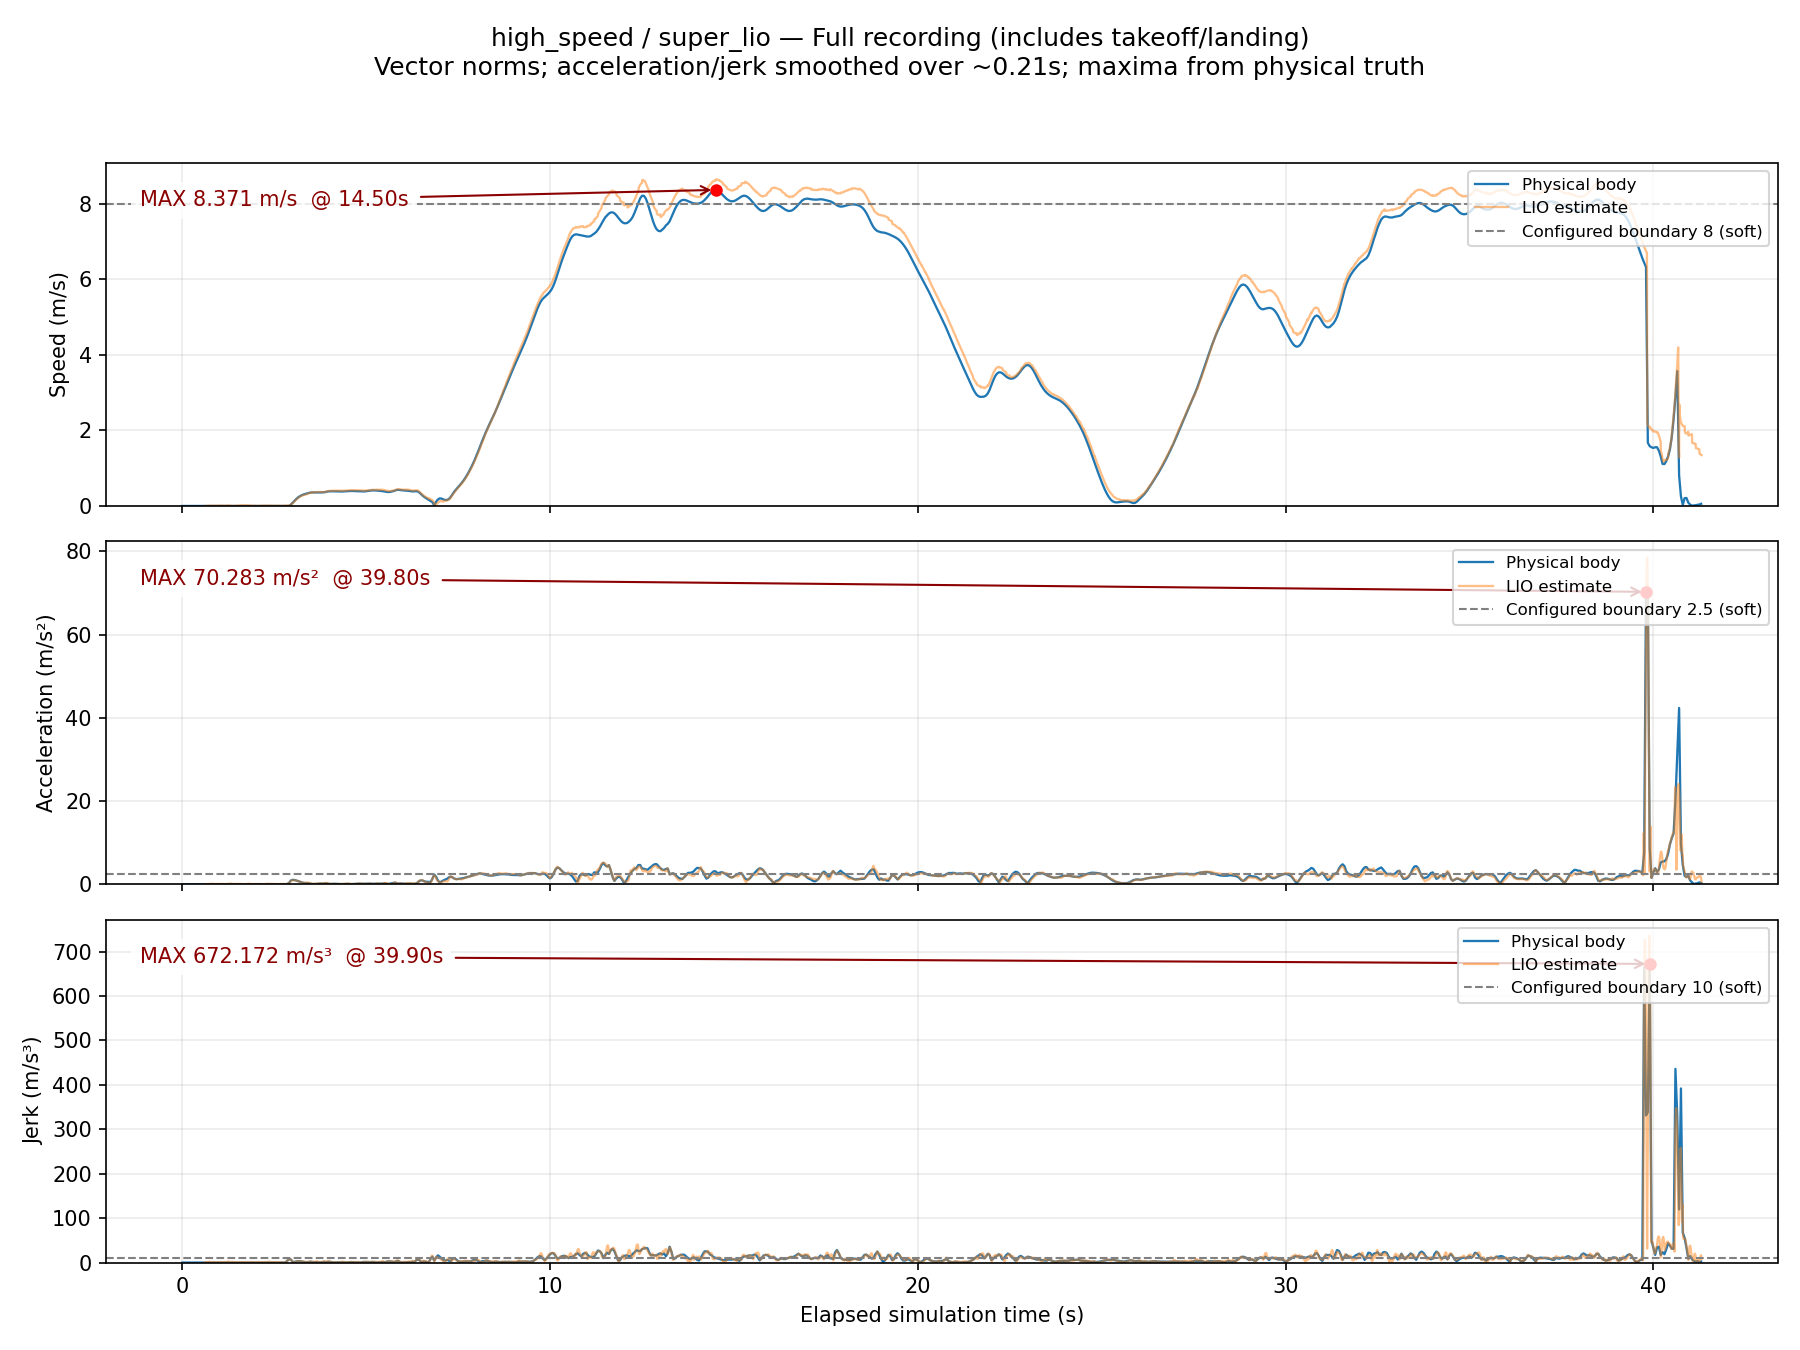 high_speed / super_lio — Full recording (includes takeoff/landing)
Vector norms; acceleration/jerk smoothed over ~0.21s; maxima from physical truth
MAX 8.371 m/s @ 14.50s
Physical body
LIO estimate
Configured boundary 8 (soft)
Speed (m/s)
8
6
4
2
0
MAX 70.283 m/s² @ 39.80s
Physical body
LIO estimate
Configured boundary 2.5 (soft)
Acceleration (m/s²)
80
60
40
20
0
MAX 672.172 m/s³ @ 39.90s
Physical body
LIO estimate
Configured boundary 10 (soft)
Jerk (m/s³)
700
600
500
400
300
200
100
0
0 10 20 30 40
Elapsed simulation time (s)